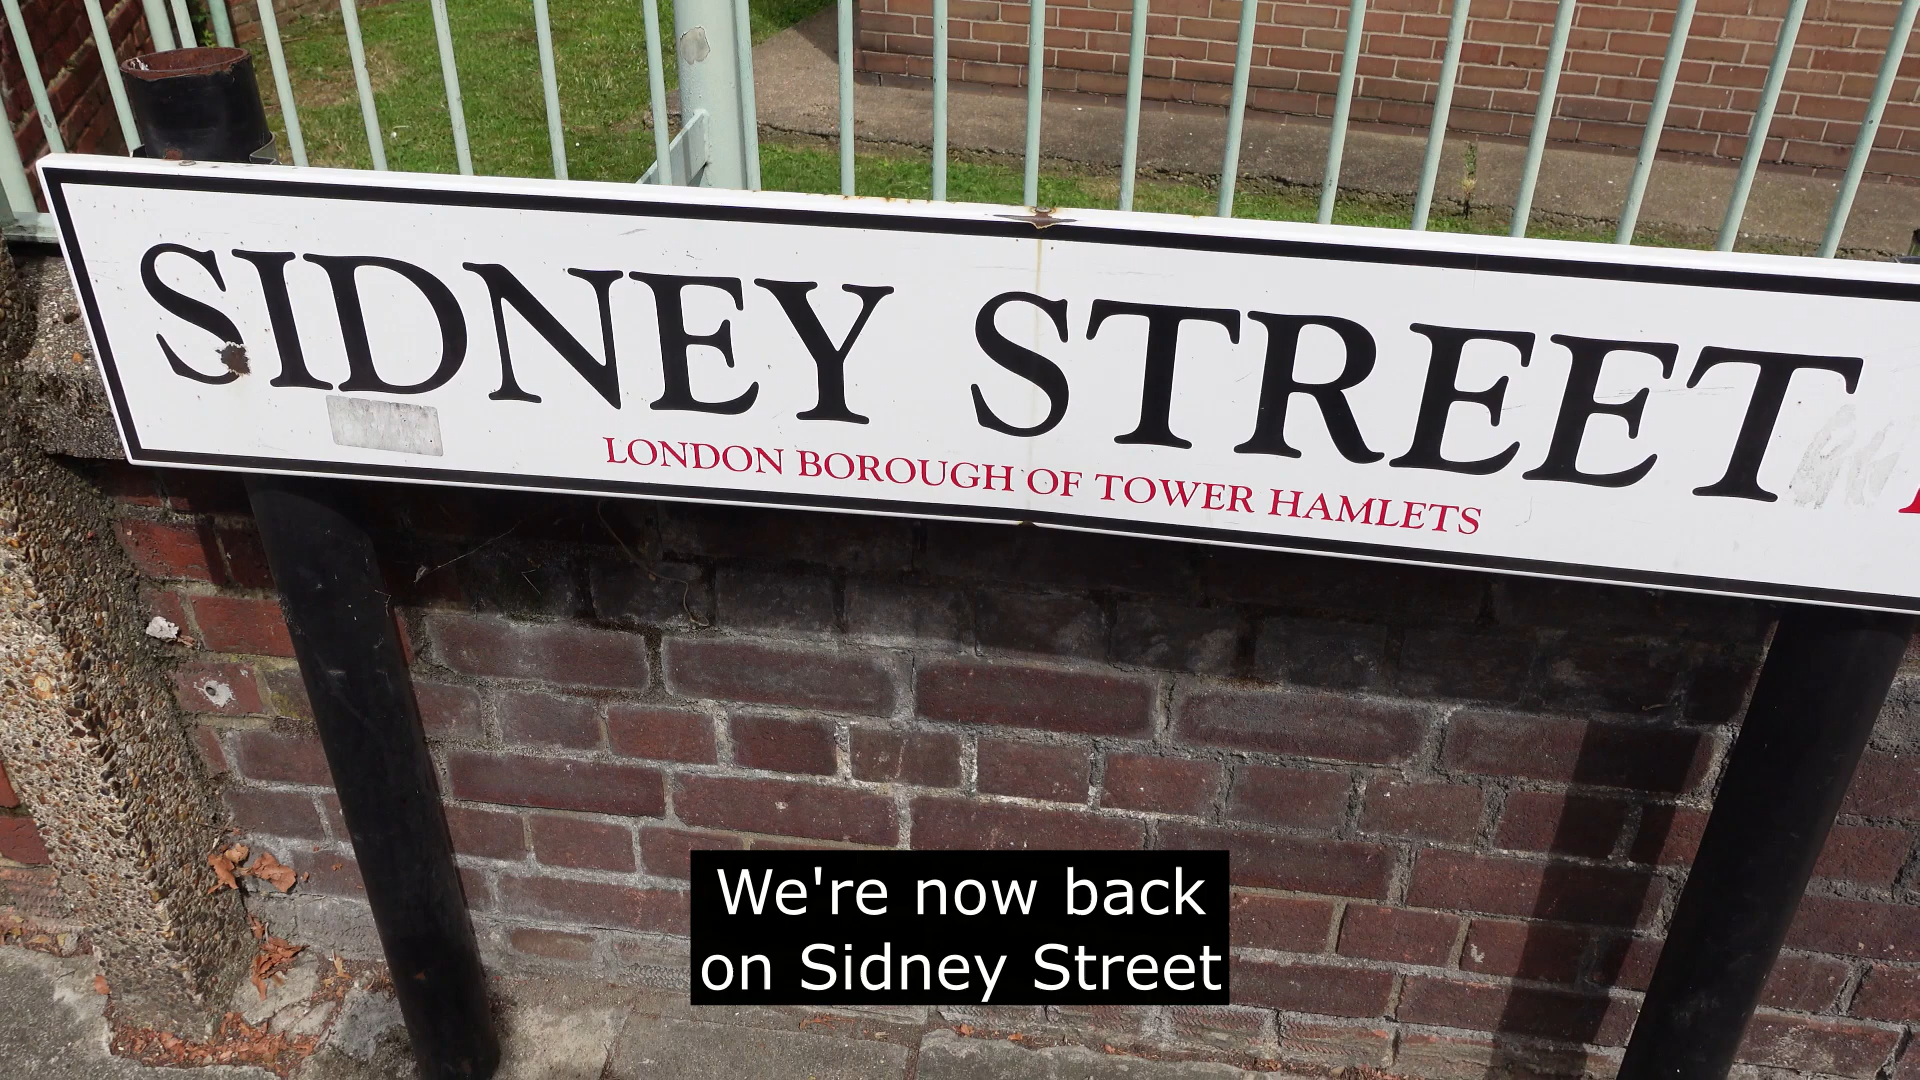 SIDNEY STREET
LONDON BOROUGH OF TOWER HAMLETS
We're now back
on Sidney Street